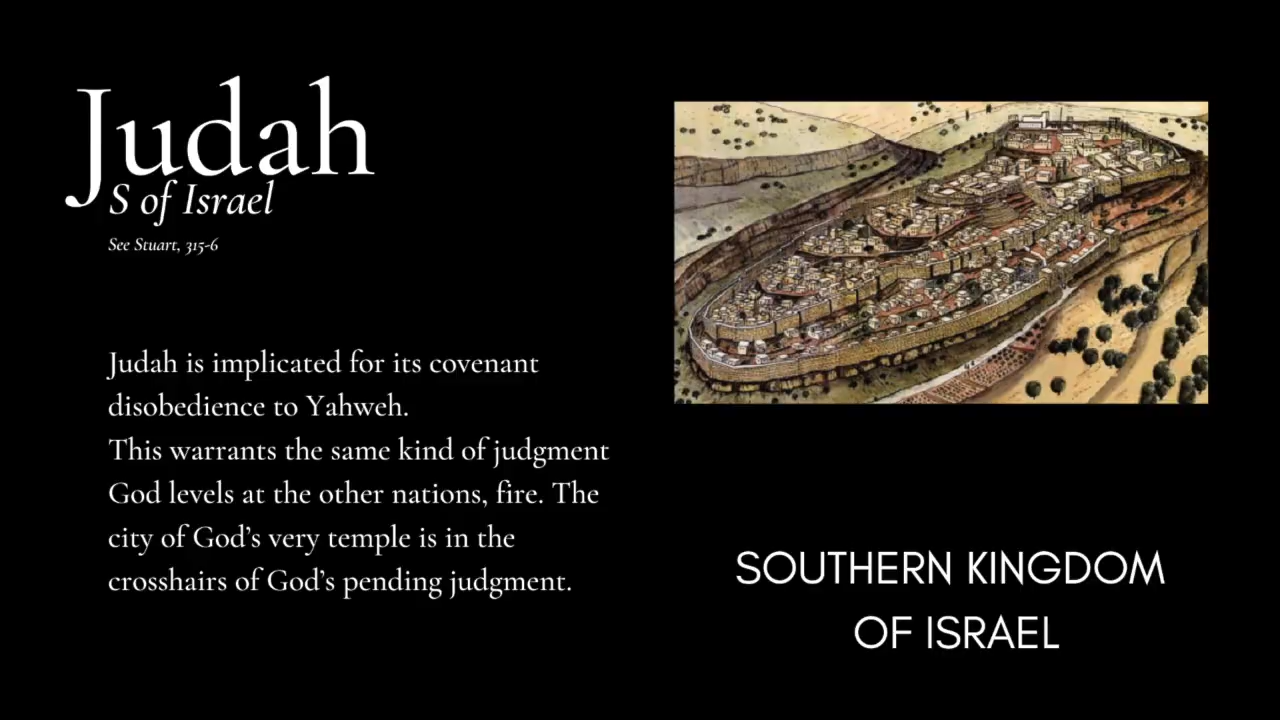 Judah
S of Israel
See Stuart, 315-6
Judah is implicated for its covenant
disobedience to Yahweh.
This warrants the same kind of judgment
God levels at the other nations, fire. The
city of God’s very temple is in the
crosshairs of God’s pending judgment.
SOUTHERN KINGDOM
OF ISRAEL